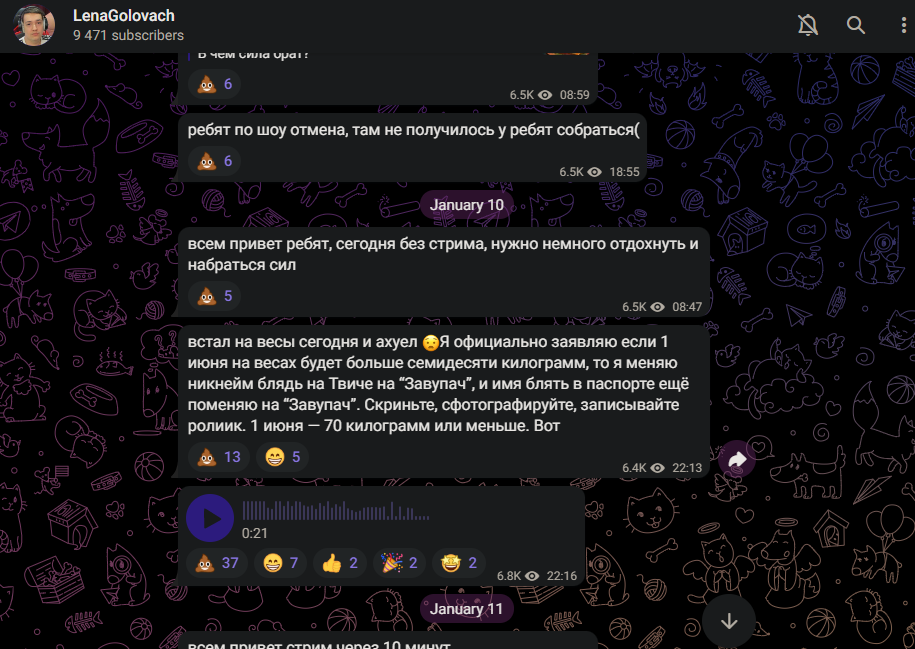 LenaGolovach
9 471 subscribers
В чем сила брат?
6
6.5K 08:59
ребят по шоу отмена, там не получилось у ребят собраться(
6
6.5K 18:55
January 10
всем привет ребят, сегодня без стрима, нужно немного отдохнуть и
набраться сил
5
6.5K 08:47
встал на весы сегодня и ахуел 😟Я официально заявляю если 1
июня на весах будет больше семидесяти килограмм, то я меняю
никнейм блядь на Твиче на “Завупач”, и имя блять в паспорте ещё
поменяю на “Завупач”. Скриньте, сфотографируйте, записывайте
ролиик. 1 июня — 70 килограмм или меньше. Вот
13 5
6.4K 22:13
0:21
37 7 2 2 2
6.8K 22:16
January 11
всем привет стрим через 10 минут